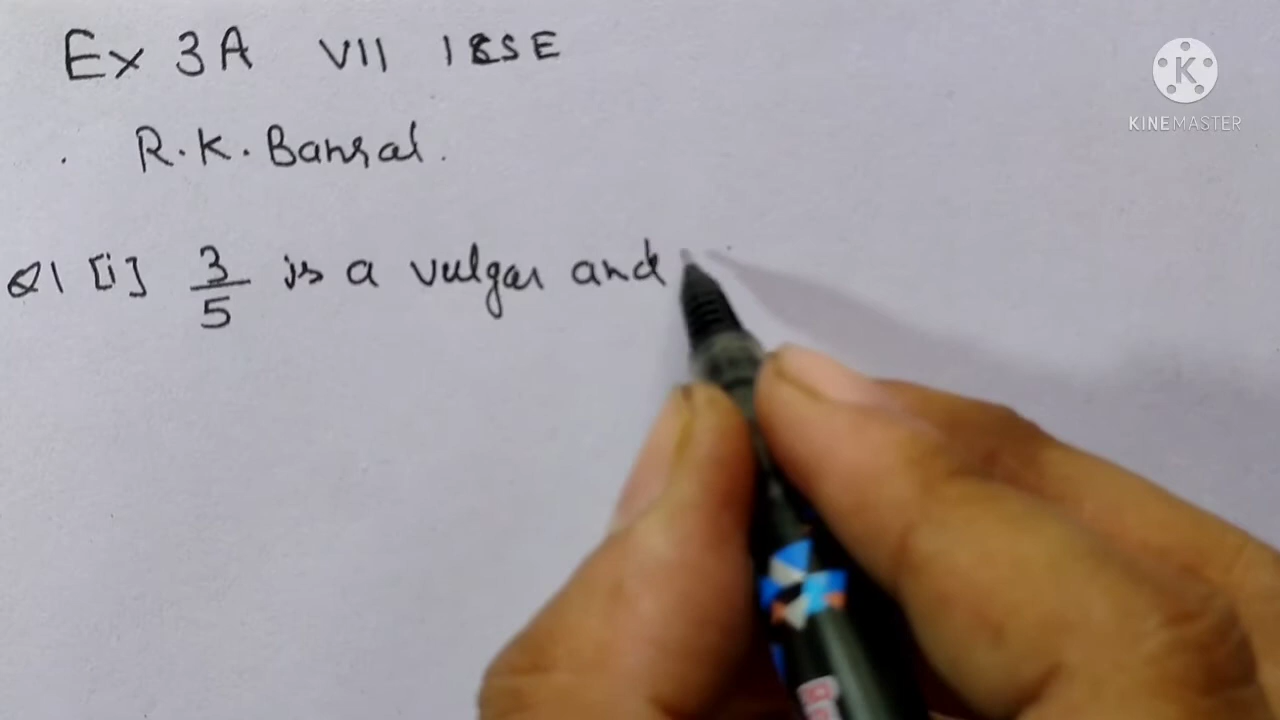 Ex 3A VII ICSE
R.K. Bansal.
Q1 [i] 3/5 is a vulgar and
K
KINEMASTER